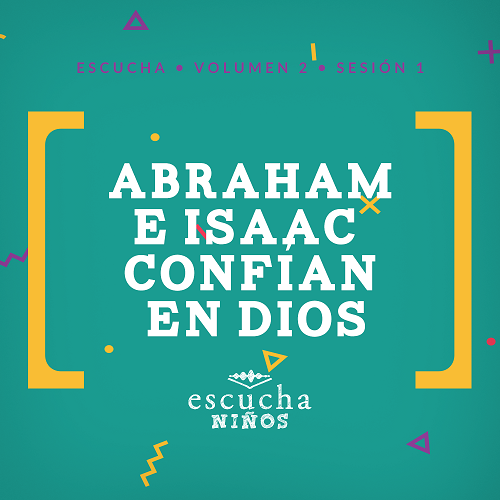 ESCUCHA • VOLUMEN 2 • SESIÓN 1
ABRAHAM
E ISAAC
CONFÍAN
EN DIOS
escucha
NIÑOS